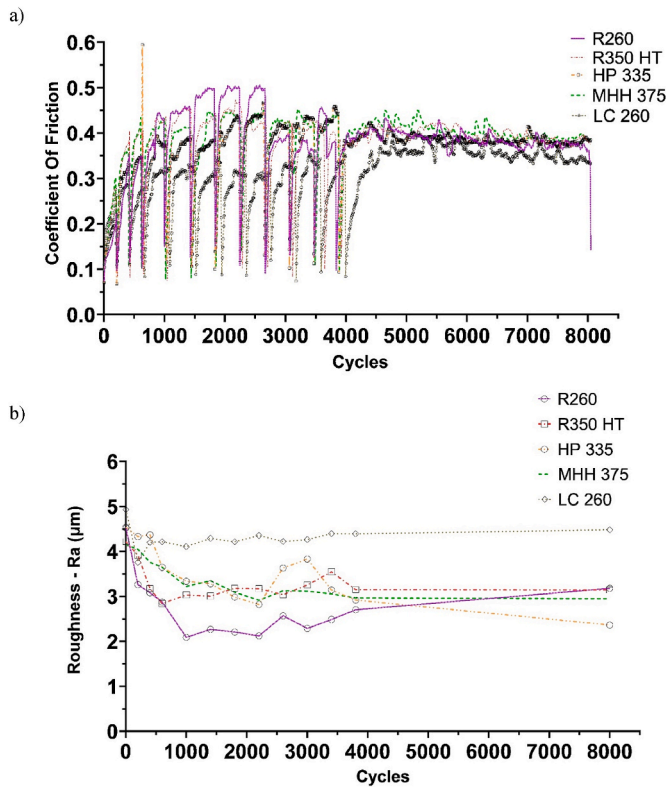 a)
R260
R350 HT
HP 335
MHH 375
LC 260
0.6
0.5
0.4
0.3
0.2
0.1
0.0
Coefficient Of Friction
0 1000 2000 3000 4000 5000 6000 7000 8000
Cycles
b)
R260
R350 HT
HP 335
MHH 375
LC 260
6
5
4
3
2
1
0
Roughness - Ra (μm)
0 1000 2000 3000 4000 5000 6000 7000 8000
Cycles